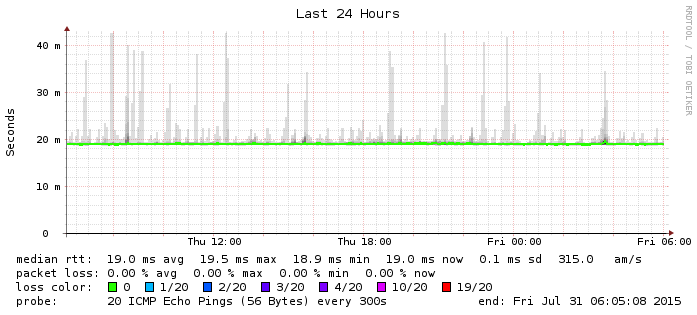 Last 24 Hours
RRDTOOL / TOBI OETIKER
Seconds
40 m
30 m
20 m
10 m
0
Thu 12:00 Thu 18:00 Fri 00:00 Fri 06:00
median rtt: 19.0 ms avg 19.5 ms max 18.9 ms min 19.0 ms now 0.1 ms sd 315.0 am/s
packet loss: 0.00 % avg 0.00 % max 0.00 % min 0.00 % now
loss color: 0 1/20 2/20 3/20 4/20 10/20 19/20
probe: 20 ICMP Echo Pings (56 Bytes) every 300s end: Fri Jul 31 06:05:08 2015